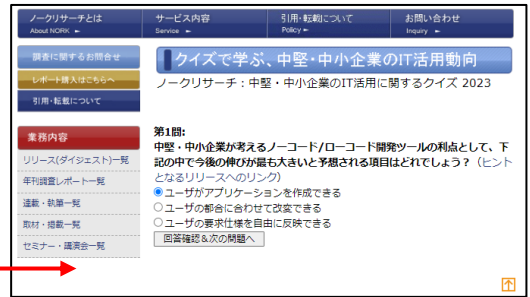 ノークリサーチとは
About NORK
サービス内容
Service
引用・転載について
Policy
お問い合わせ
Inquiry
調査に関するお問合せ
レポート購入はこちらへ
引用・転載について
業務内容
リリース(ダイジェスト)一覧
年刊調査レポート一覧
連載・執筆一覧
取材・掲載一覧
セミナー・講演会一覧
クイズで学ぶ、中堅・中小企業のIT活用動向
ノークリサーチ：中堅・中小企業のIT活用に関するクイズ 2023
第1問:
中堅・中小企業が考えるノーコード/ローコード開発ツールの利点として、下
記の中で今後の伸びが最も大きいと予想される項目はどれでしょう？（ヒント
となるリリースへのリンク）
ユーザがアプリケーションを作成できる
ユーザの都合に合わせて改変できる
ユーザの要求仕様を自由に反映できる
回答確認&次の問題へ